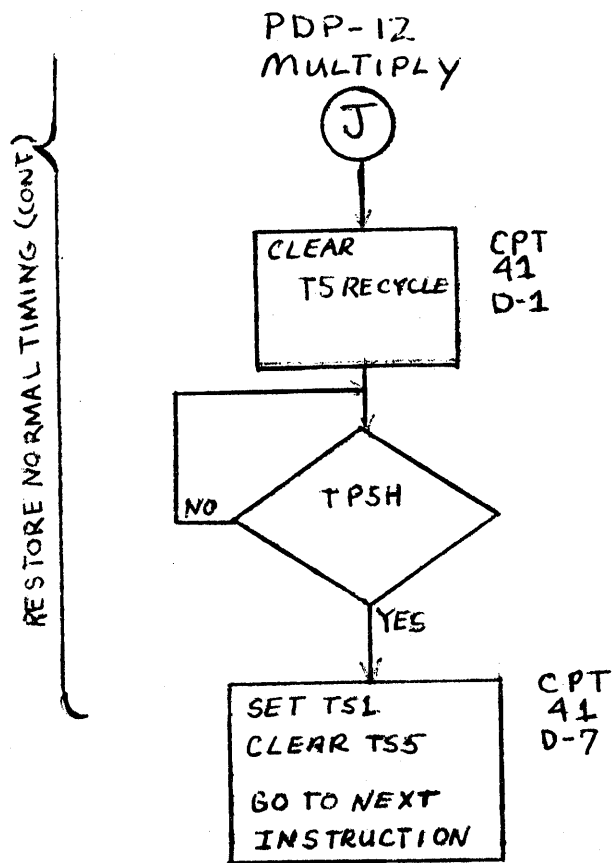 PDP-12
MULTIPLY
J
RESTORE NORMAL TIMING (CONT)
CLEAR
T5 RECYCLE
CPT
41
D-1
TP5H
NO
YES
SET TS1
CLEAR TS5
GO TO NEXT
INSTRUCTION
CPT
41
D-7